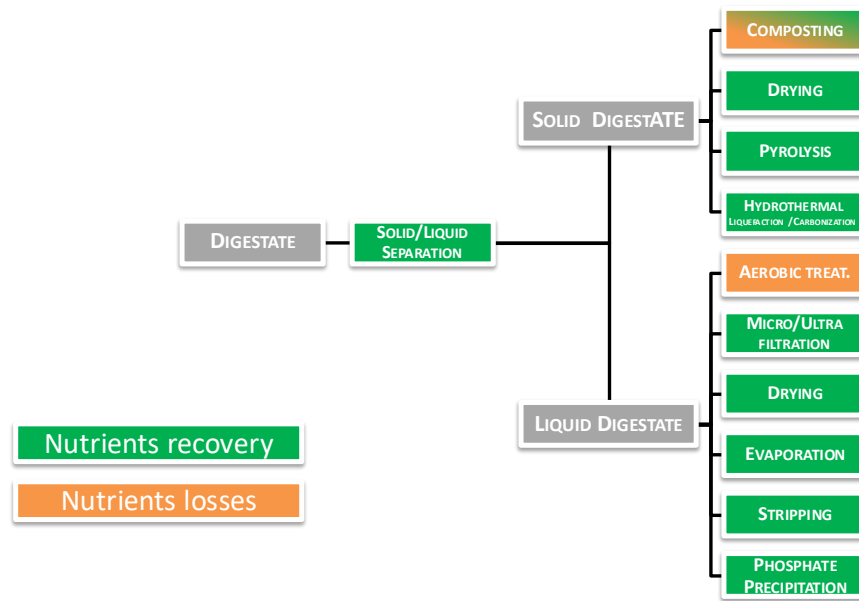 COMPOSTING
DRYING
SOLID DIGESTATE
PYROLYSIS
HYDROTHERMAL
LIQUEFACTION /CARBONIZATION
DIGESTATE
SOLID/LIQUID
SEPARATION
AEROBIC TREAT.
MICRO/ULTRA
FILTRATION
DRYING
LIQUID DIGESTATE
EVAPORATION
STRIPPING
PHOSPHATE
PRECIPITATION
Nutrients recovery
Nutrients losses